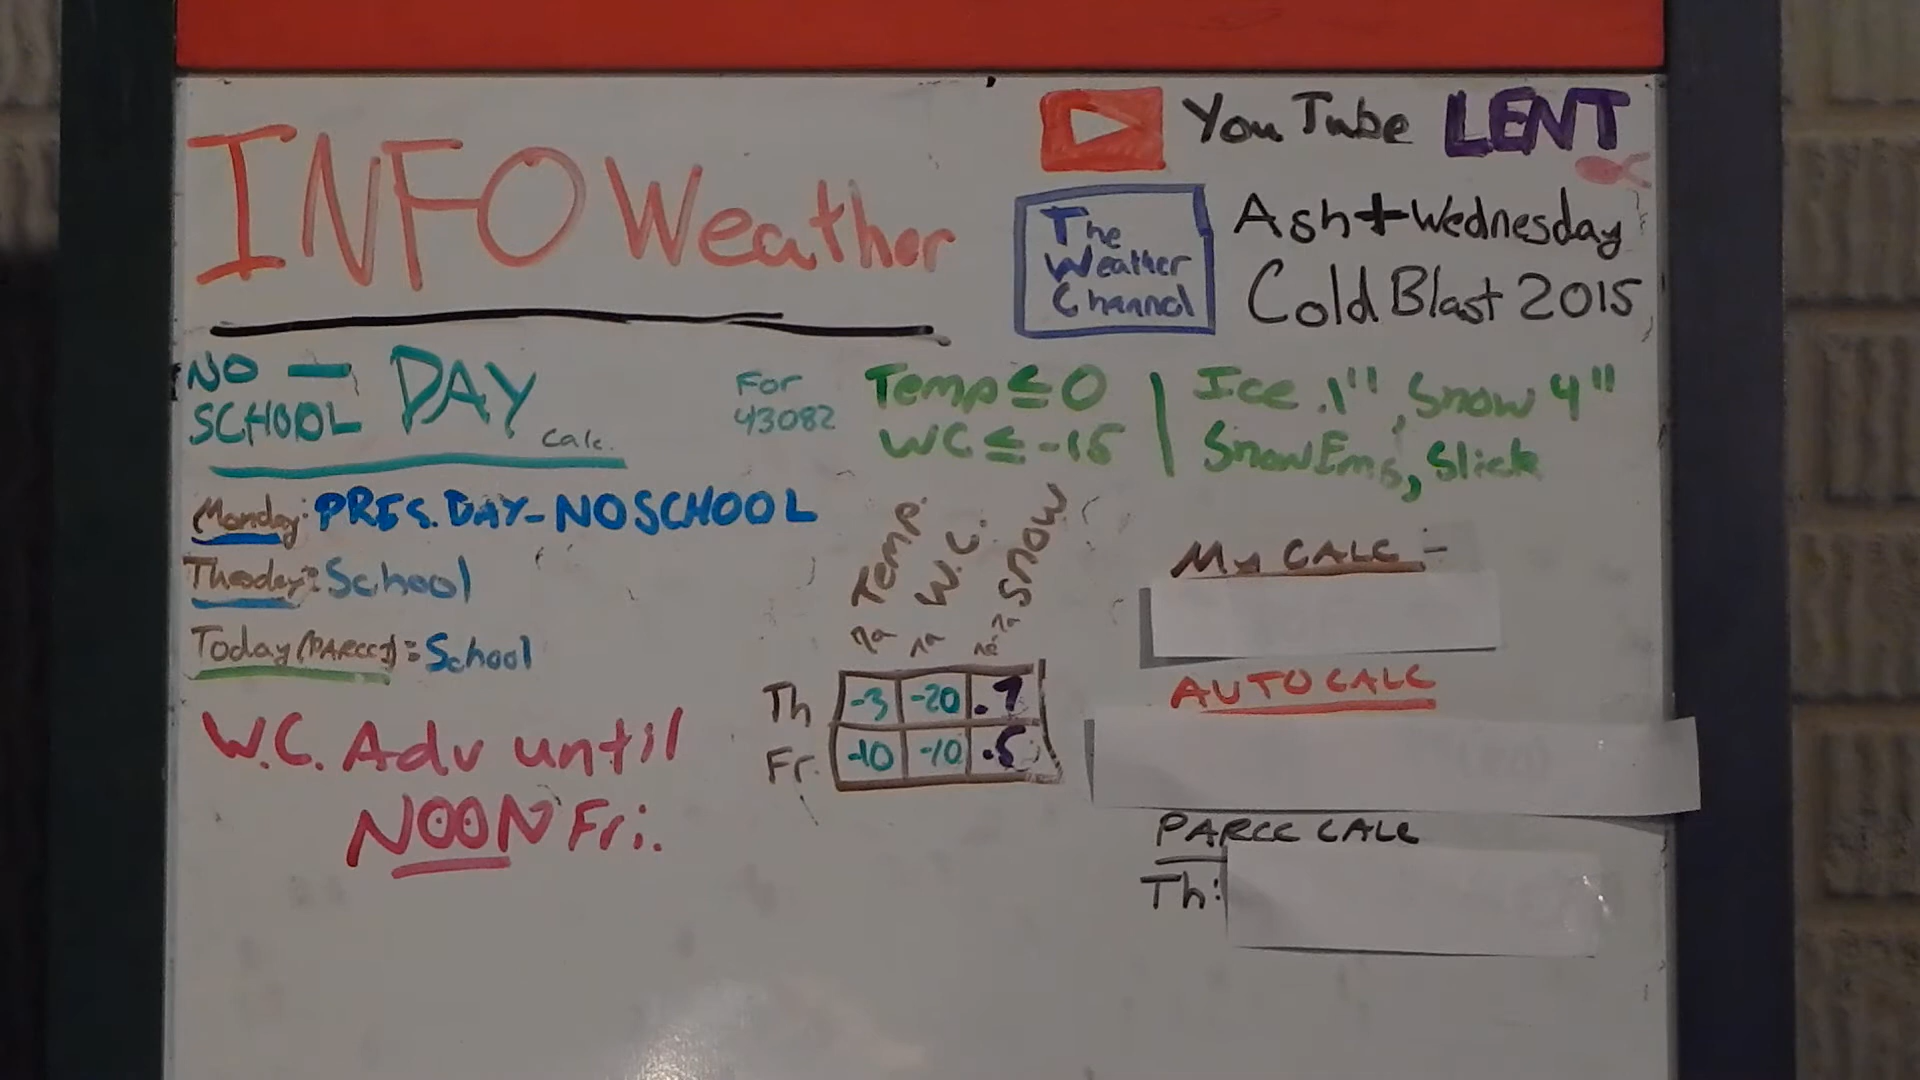 INFO Weather
YouTube LENT
The
Weather
Channel
Ash Wednesday
Cold Blast 2015
NO SCHOOL DAY Calc.
For
43082
Temp ≤ 0
WC ≤ -15
Ice .1", Snow 4"
Snow Ems, Slick
Monday: PRES. DAY - NO SCHOOL
School
Today (PARCC): School
W.C. Adv until
NOON Fri.
Temp. W.C. Snow
Th -3 -20
Fr. -10 -10 .5
My CALC -
AUTO CALC
PARCC CALC
Th: